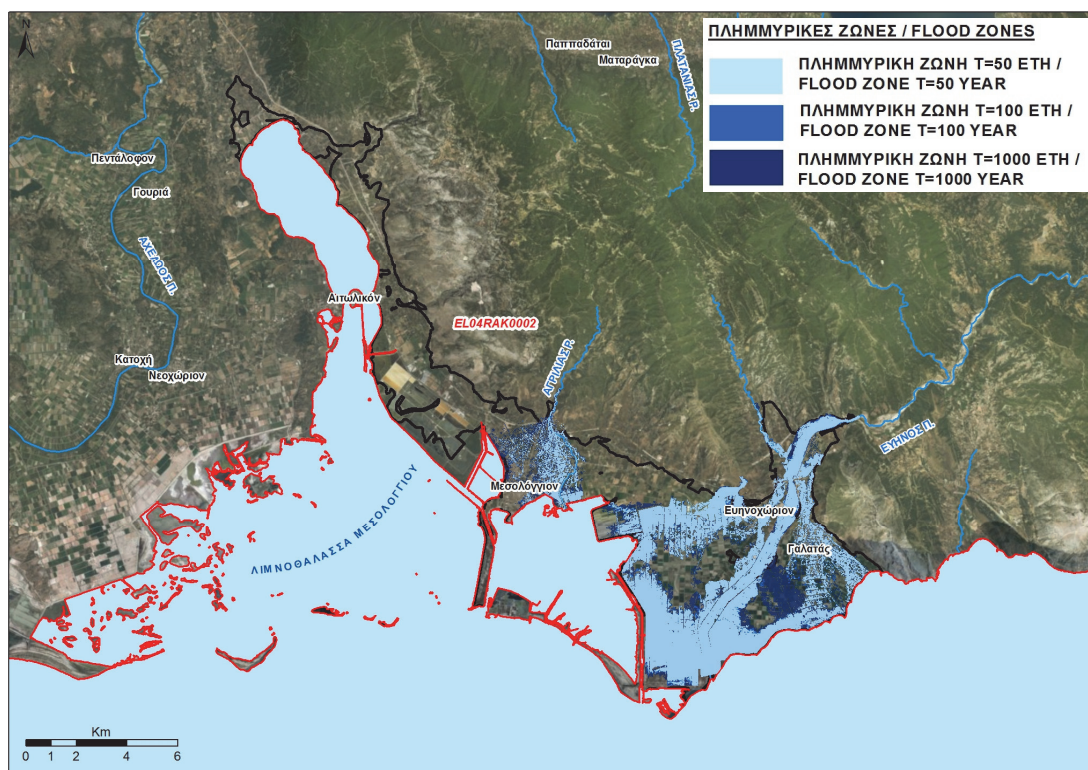 N
ΠΛΗΜΜΥΡΙΚΕΣ ΖΩΝΕΣ / FLOOD ZONES
ΠΛΗΜΜΥΡΙΚΗ ΖΩΝΗ T=50 ΕΤΗ /
FLOOD ZONE T=50 YEAR
ΠΛΗΜΜΥΡΙΚΗ ΖΩΝΗ T=100 ΕΤΗ /
FLOOD ZONE T=100 YEAR
ΠΛΗΜΜΥΡΙΚΗ ΖΩΝΗ T=1000 ΕΤΗ /
FLOOD ZONE T=1000 YEAR
Παππαδάται
Ματαράγκα
ΠΛΑΤΑΝΙΑΣ Ρ.
Πεντάλοφον
Γουριά
ΑΧΕΛΩΟΣ Π.
Αιτωλικόν
EL04RAK0002
Κατοχή
Νεοχώριον
ΑΓΡΙΛΙΑΣ Ρ.
ΕΥΗΝΟΣ Π.
Μεσολόγγιον
Ευηνοχώριον
Γαλατάς
ΛΙΜΝΟΘΑΛΑΣΣΑ ΜΕΣΟΛΟΓΓΙΟΥ
Km
0 1 2 4 6